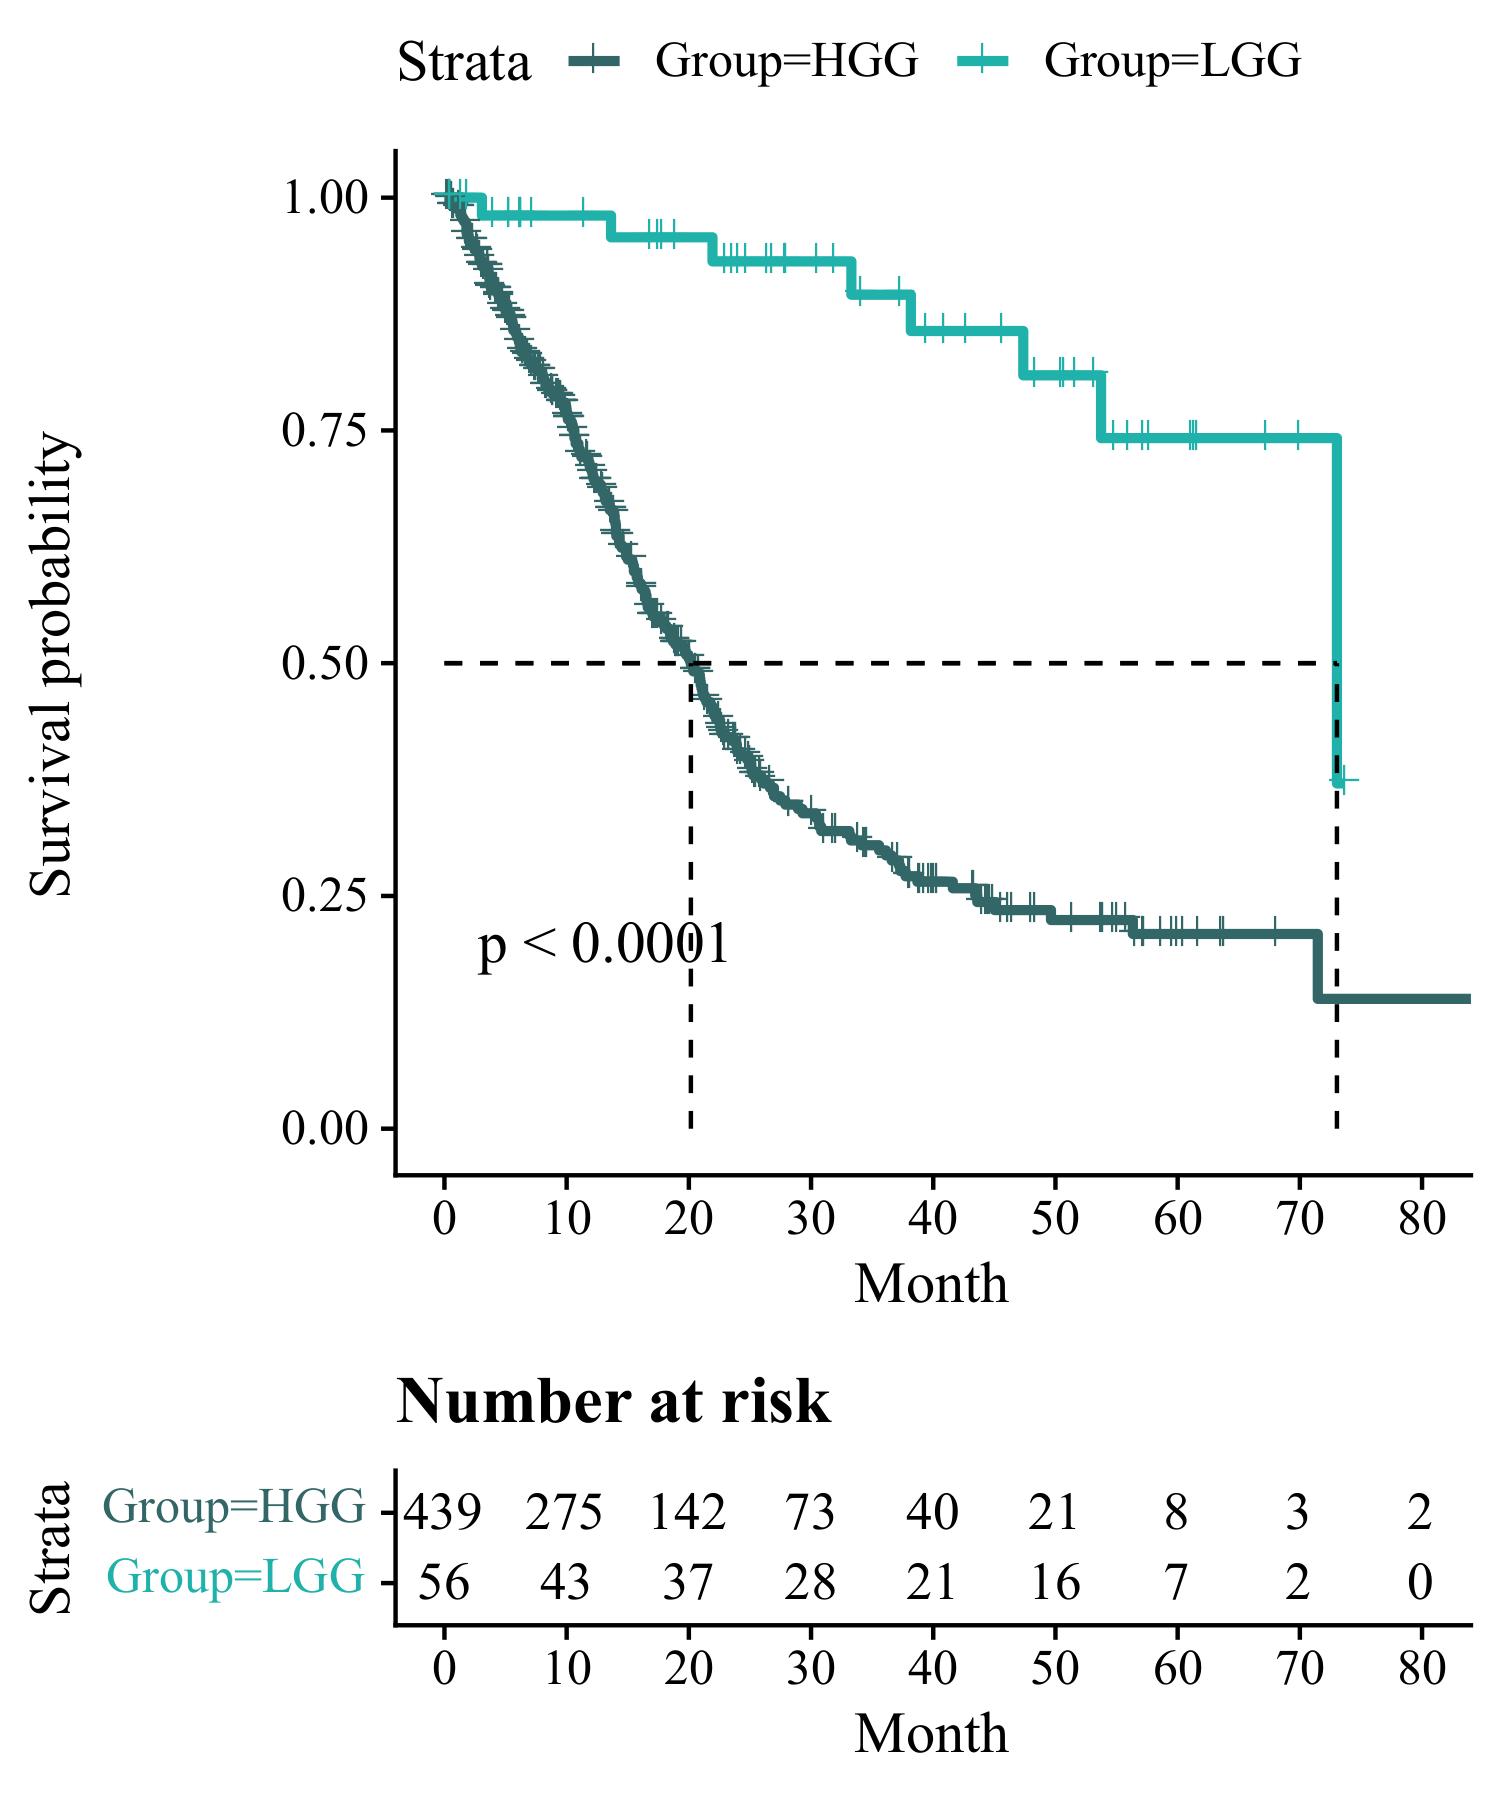 Strata Group=HGG Group=LGG
Survival probability
1.00
0.75
0.50
0.25
0.00
p < 0.0001
0 10 20 30 40 50 60 70 80
Month
Number at risk
Strata
Group=HGG 439 275 142 73 40 21 8 3 2
Group=LGG 56 43 37 28 21 16 7 2 0
0 10 20 30 40 50 60 70 80
Month